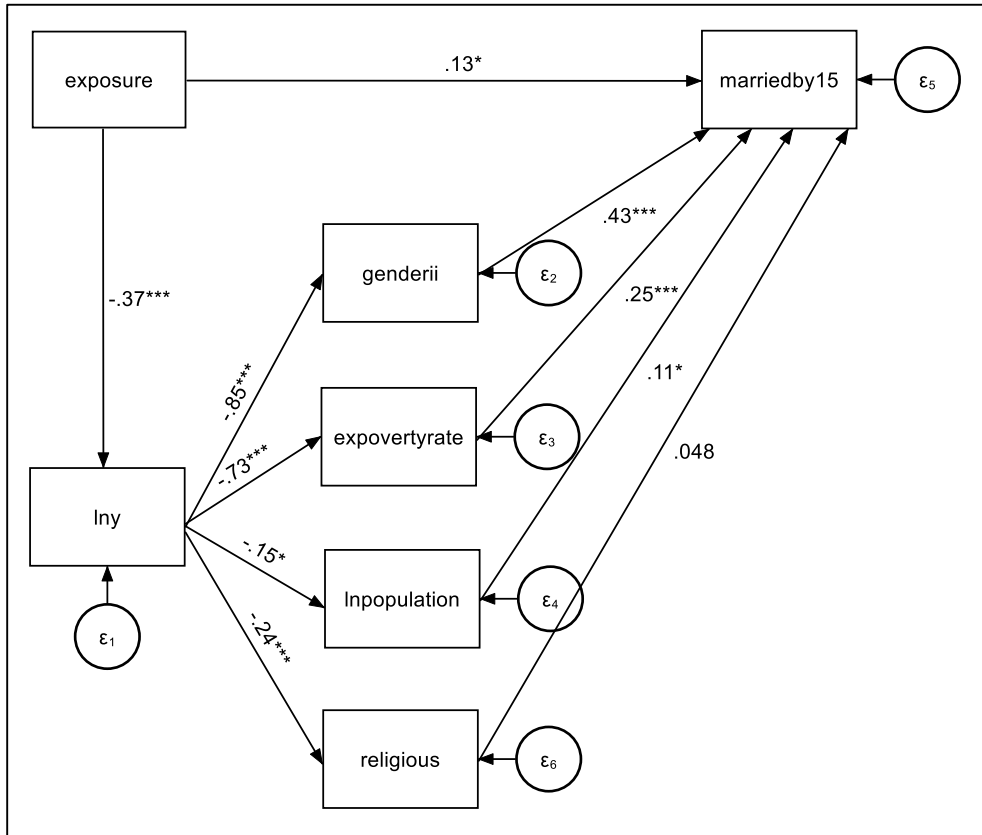 exposure
.13*
marriedby15
ε5
-.37***
genderii
.43***
ε2
-.85***
.25***
expovertyrate
ε3
-.73***
.11*
.048
lny
-.15*
lnpopulation
ε4
ε1
-.24***
religious
ε6